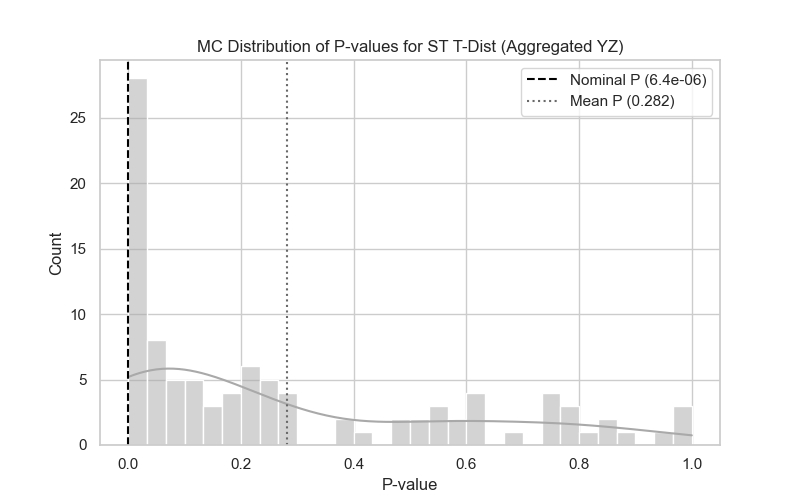 MC Distribution of P-values for ST T-Dist (Aggregated YZ)
Nominal P (6.4e-06)
Mean P (0.282)
Count
25
20
15
10
5
0
0.0 0.2 0.4 0.6 0.8 1.0
P-value